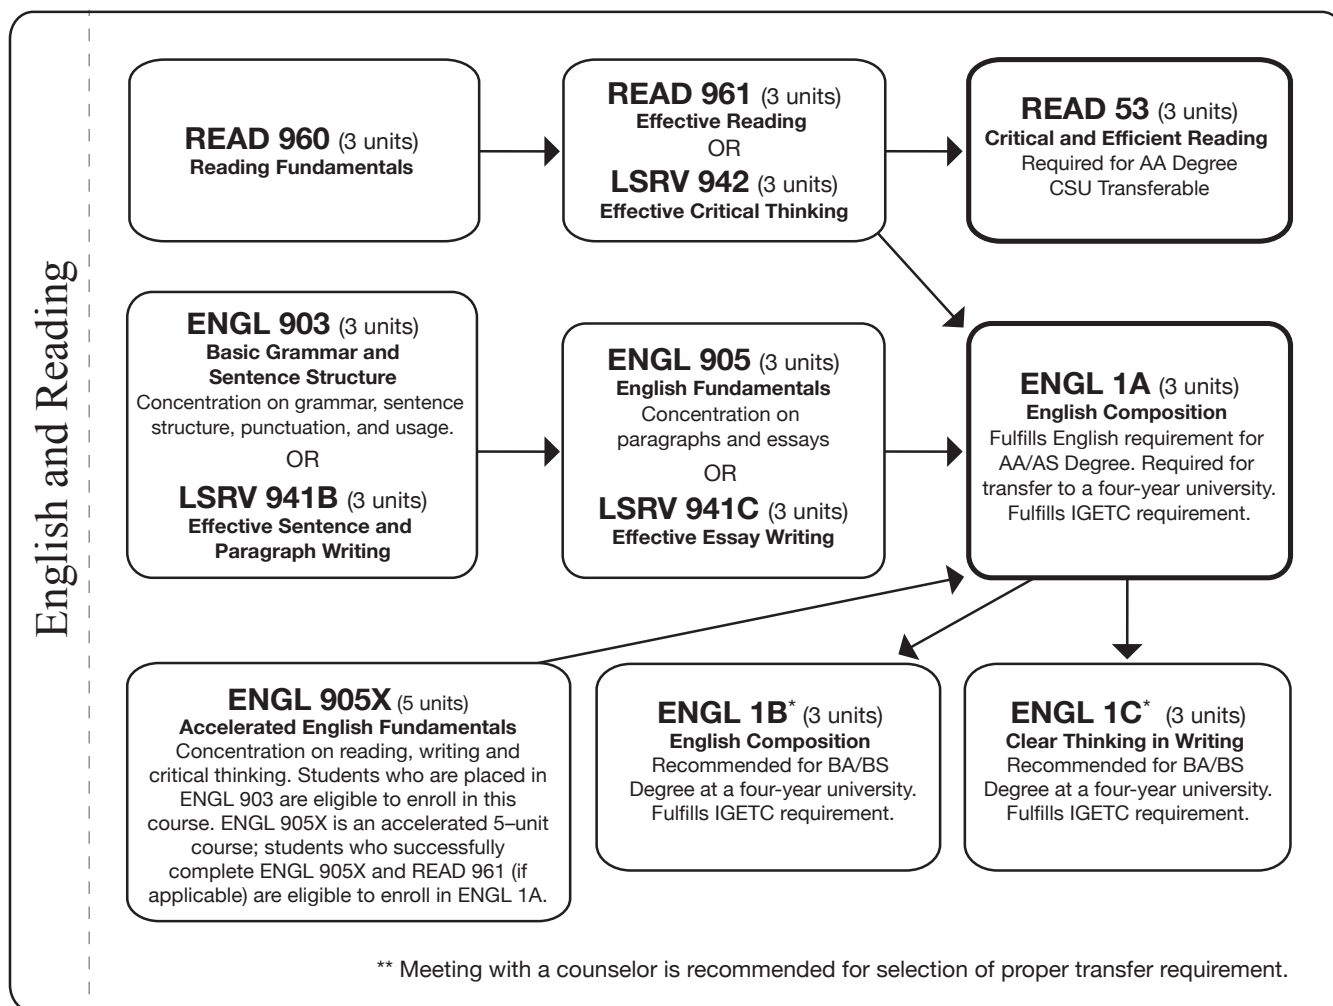 English and Reading
READ 960 (3 units)
Reading Fundamentals
READ 961 (3 units)
Effective Reading
OR
LSRV 942 (3 units)
Effective Critical Thinking
READ 53 (3 units)
Critical and Efficient Reading
Required for AA Degree
CSU Transferable
ENGL 903 (3 units)
Basic Grammar and
Sentence Structure
Concentration on grammar, sentence
structure, punctuation, and usage.
OR
LSRV 941B (3 units)
Effective Sentence and
Paragraph Writing
ENGL 905 (3 units)
English Fundamentals
Concentration on
paragraphs and essays
OR
LSRV 941C (3 units)
Effective Essay Writing
ENGL 1A (3 units)
English Composition
Fulfills English requirement for
AA/AS Degree. Required for
transfer to a four-year university.
Fulfills IGETC requirement.
ENGL 905X (5 units)
Accelerated English Fundamentals
Concentration on reading, writing and
critical thinking. Students who are placed in
ENGL 903 are eligible to enroll in this
course. ENGL 905X is an accelerated 5–unit
course; students who successfully
complete ENGL 905X and READ 961 (if
applicable) are eligible to enroll in ENGL 1A.
ENGL 1B* (3 units)
English Composition
Recommended for BA/BS
Degree at a four-year university.
Fulfills IGETC requirement.
ENGL 1C* (3 units)
Clear Thinking in Writing
Recommended for BA/BS
Degree at a four-year university.
Fulfills IGETC requirement.
** Meeting with a counselor is recommended for selection of proper transfer requirement.